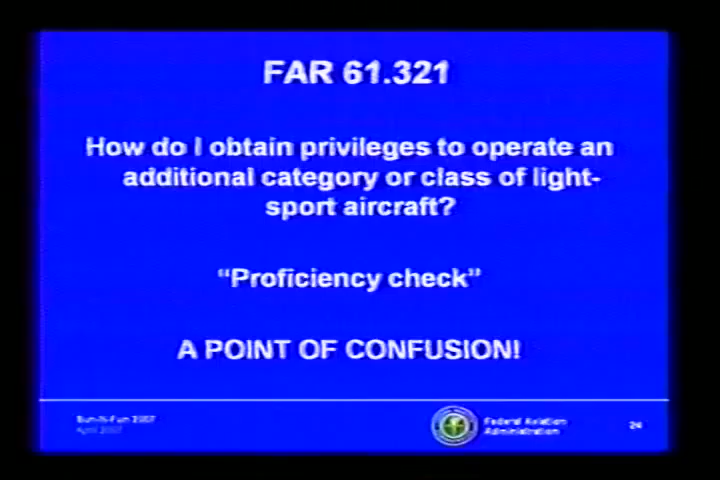 FAR 61.321
How do I obtain privileges to operate an
additional category or class of light-
sport aircraft?
“Proficiency check”
A POINT OF CONFUSION!
Sun-N-Fun 2007
April 2007
Federal Aviation
Administration
24